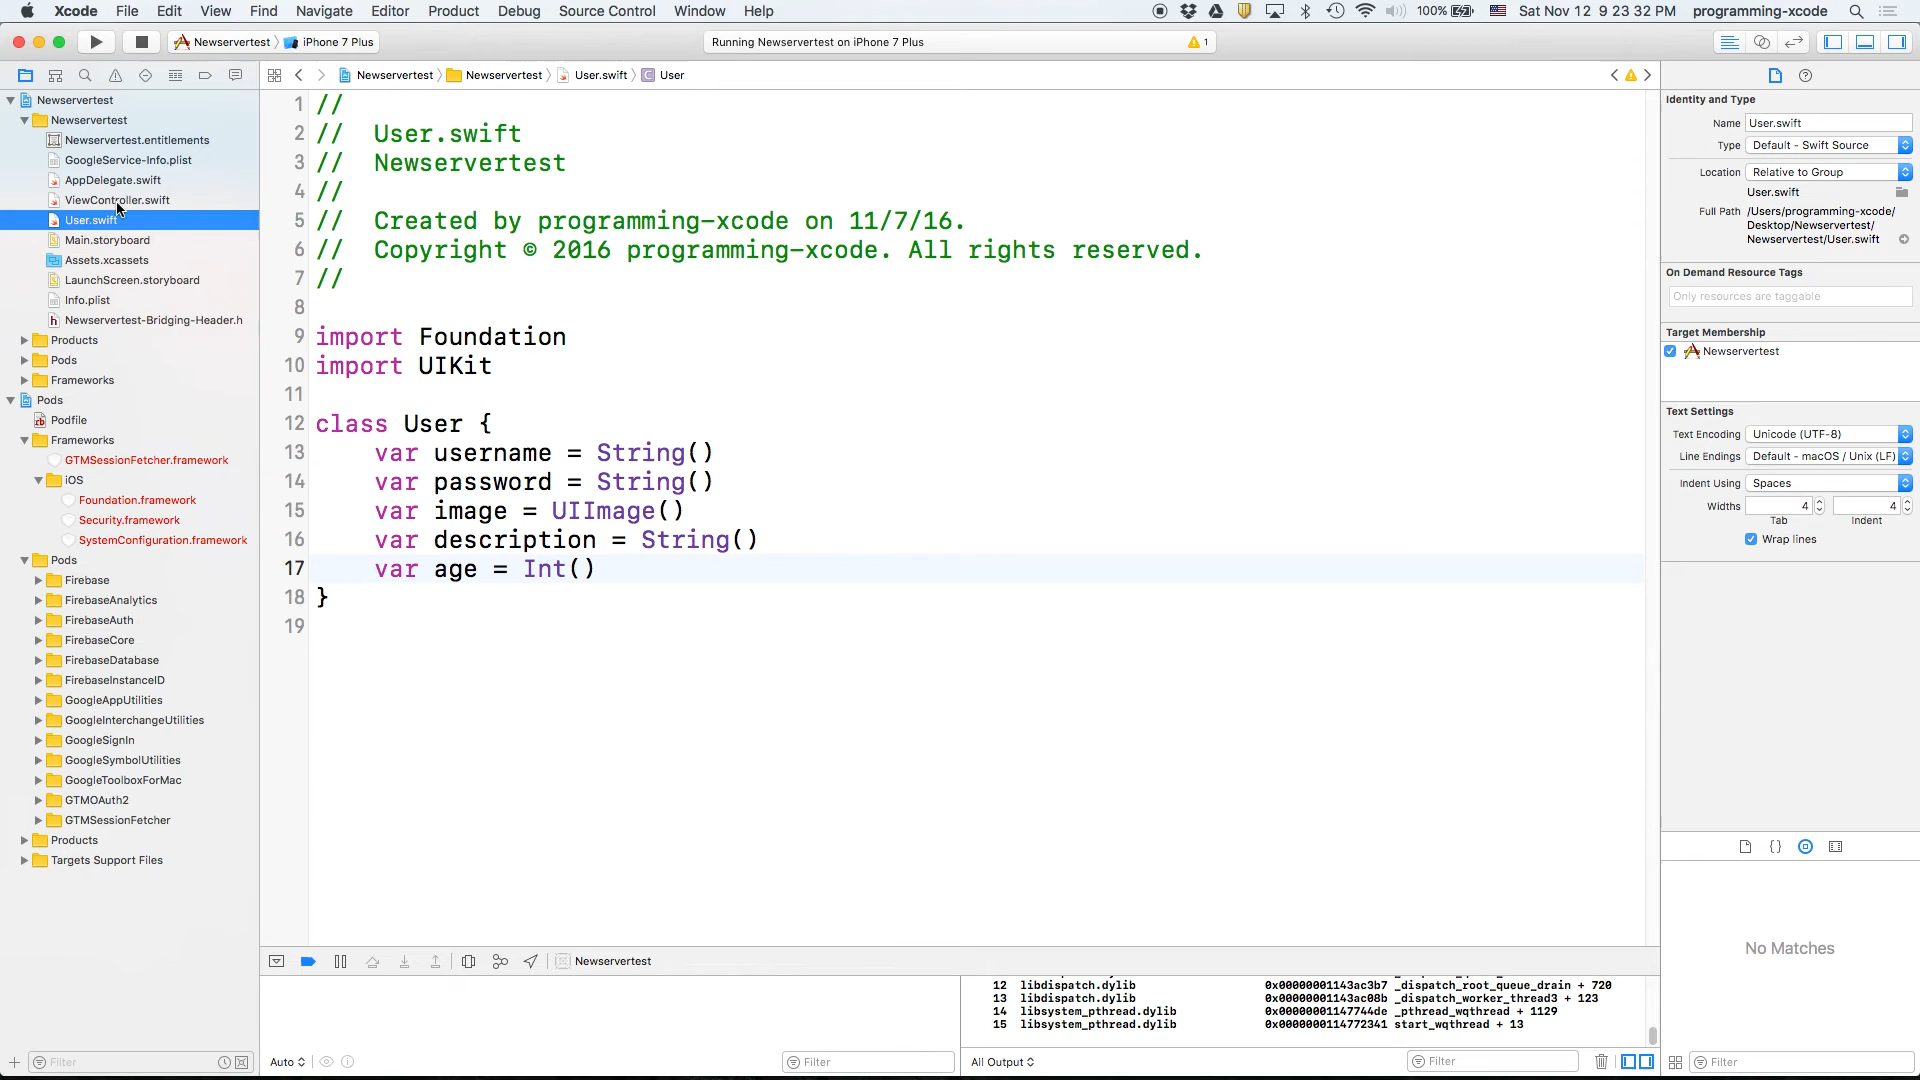 Xcode File Edit View Find Navigate Editor Product Debug Source Control Window Help 100% Sat Nov 12 9 23 32 PM programming-xcode
Newservertest iPhone 7 Plus Running Newservertest on iPhone 7 Plus 1
Newservertest Newservertest User.swift C User
Newservertest
Newservertest
Newservertest.entitlements
GoogleService-Info.plist
AppDelegate.swift
ViewController.swift
User.swift
Main.storyboard
Assets.xcassets
LaunchScreen.storyboard
Info.plist
h Newservertest-Bridging-Header.h
Products
Pods
Frameworks
Pods
rb Podfile
Frameworks
GTMSessionFetcher.framework
iOS
Foundation.framework
Security.framework
SystemConfiguration.framework
Pods
Firebase
FirebaseAnalytics
FirebaseAuth
FirebaseCore
FirebaseDatabase
FirebaseInstanceID
GoogleAppUtilities
GoogleInterchangeUtilities
GoogleSignIn
GoogleSymbolUtilities
GoogleToolboxForMac
GTMOAuth2
GTMSessionFetcher
Products
Targets Support Files
Filter
1 //
2 // User.swift
3 // Newservertest
4 //
5 // Created by programming-xcode on 11/7/16.
6 // Copyright © 2016 programming-xcode. All rights reserved.
7 //
8
9 import Foundation
10 import UIKit
11
12 class User {
13 var username = String()
14 var password = String()
15 var image = UIImage()
16 var description = String()
17 var age = Int()
18 }
19
Newservertest
Auto Filter
12 libdispatch.dylib 0x00000001143ac3b7 _dispatch_root_queue_drain + 720
13 libdispatch.dylib 0x00000001143ac08b _dispatch_worker_thread3 + 123
14 libsystem_pthread.dylib 0x00000001147744de _pthread_wqthread + 1129
15 libsystem_pthread.dylib 0x0000000114772341 start_wqthread + 13
All Output Filter
Identity and Type
Name User.swift
Type Default - Swift Source
Location Relative to Group
User.swift
Full Path /Users/programming-xcode/
Desktop/Newservertest/
Newservertest/User.swift
On Demand Resource Tags
Only resources are taggable
Target Membership
Newservertest
Text Settings
Text Encoding Unicode (UTF-8)
Line Endings Default - macOS / Unix (LF)
Indent Using Spaces
Widths 4 4
Tab Indent
Wrap lines
{}
No Matches
Filter